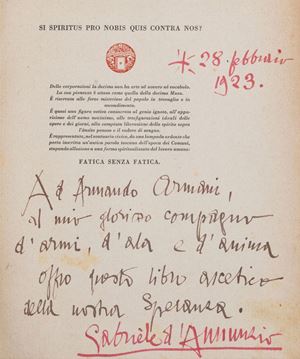 SI SPIRITUS PRO NOBIS QUIS CONTRA NOS?
* 28. febbraio
1923.
Delle corporazioni la decima non ha arte nè novero nè vocabolo.
La sua pienezza è attesa come quella della decima Musa.
È riservata alle forze misteriose del popolo in travaglio e in
ascendimento.
È quasi una figura votiva consacrata al genio ignoto, all'ap-
parizione dell'uomo novissimo, alle trasfigurazioni ideali delle
opere e dei giorni, alla compiuta liberazione dello spirito sopra
l'ànsito penoso e il sudore di sangue.
È rappresentata, nel santuario civico, da una lampada ardente che
porta inscritta un'antica parola toscana dell'epoca dei Comuni,
stupenda allusione a una forma spiritualizzata del lavoro umano:
FATICA SENZA FATICA.
Ad Armando Armani,
al mio glorioso compagno
d'armi, d'ala e d'anima
offro questo libro ascetico
della nostra Speranza.
Gabriele d'Annunzio